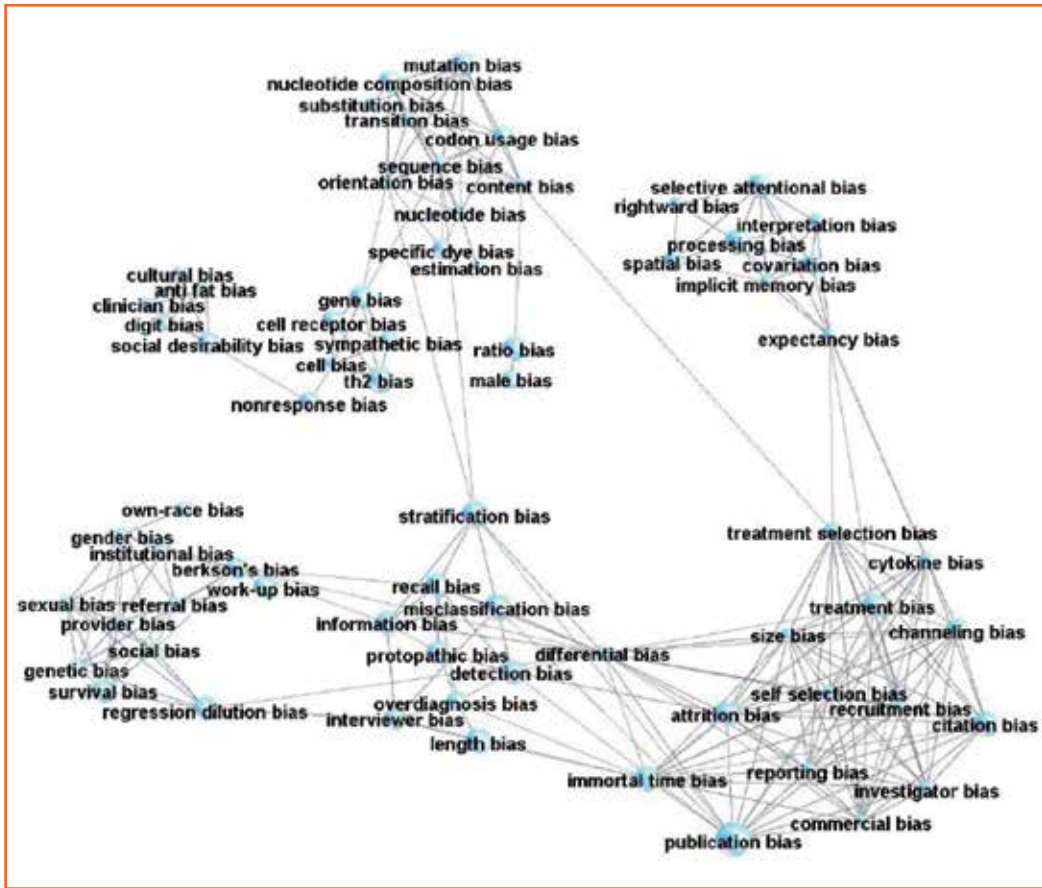 mutation bias
nucleotide composition bias
substitution bias
transition bias
codon usage bias
sequence bias
orientation bias
content bias
nucleotide bias
specific dye bias
estimation bias
selective attentional bias
rightward bias
interpretation bias
processing bias
spatial bias
covariation bias
implicit memory bias
expectancy bias
cultural bias
anti fat bias
clinician bias
digit bias
social desirability bias
gene bias
cell receptor bias
sympathetic bias
cell bias
th2 bias
nonresponse bias
ratio bias
male bias
own-race bias
gender bias
institutional bias
berkson's bias
work-up bias
sexual bias
referral bias
provider bias
social bias
genetic bias
survival bias
regression dilution bias
stratification bias
recall bias
misclassification bias
information bias
protopathic bias
differential bias
detection bias
overdiagnosis bias
interviewer bias
length bias
immortal time bias
treatment selection bias
cytokine bias
treatment bias
size bias
channeling bias
self selection bias
recruitment bias
attrition bias
citation bias
reporting bias
investigator bias
commercial bias
publication bias